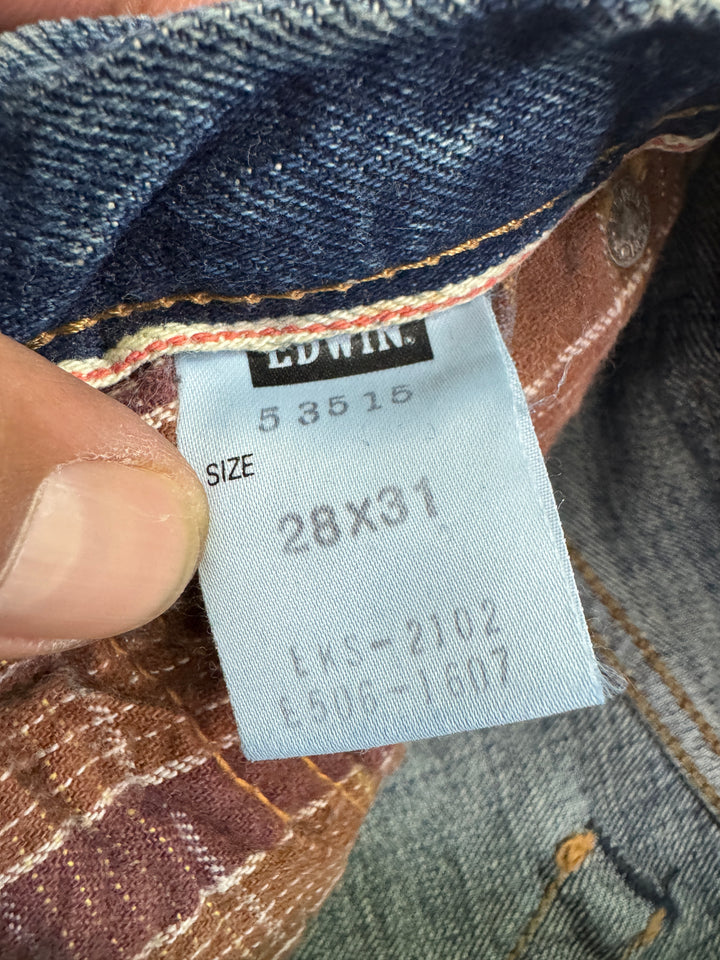 EDWIN.
53515
SIZE
28X31
EKS-2102
E506-1607